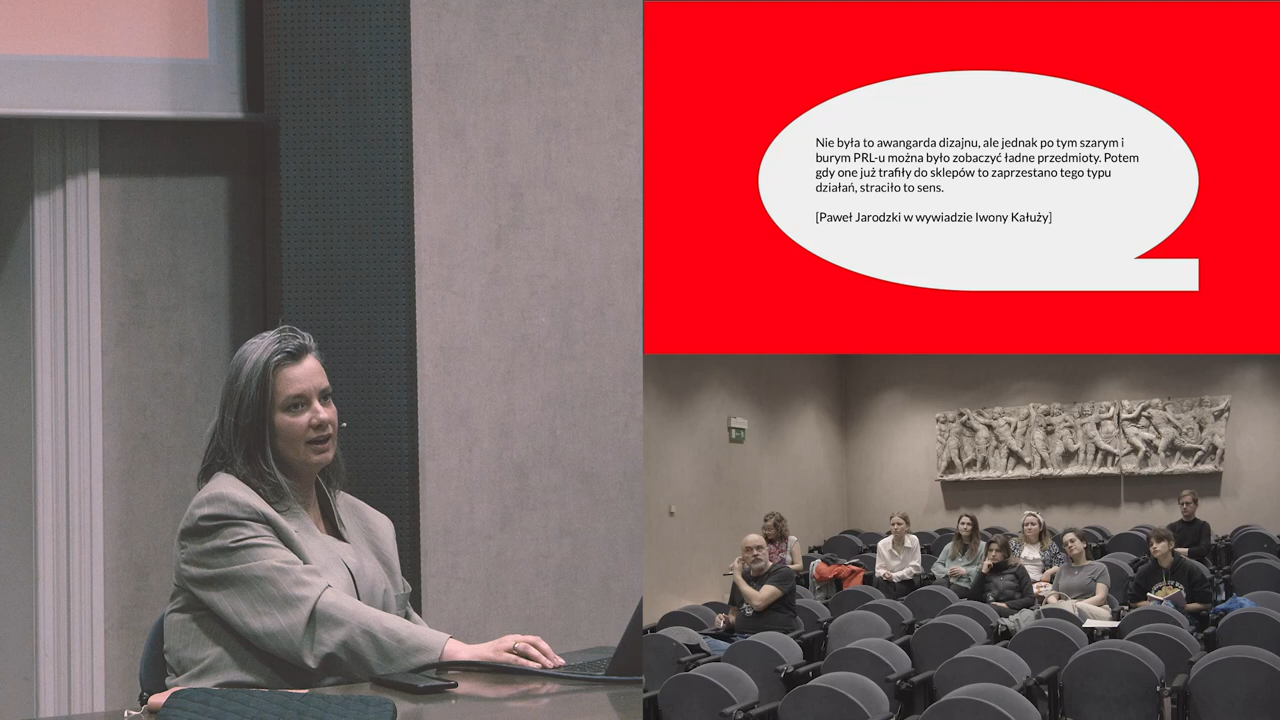 Nie była to awangarda dizajnu, ale jednak po tym szarym i
burym PRL-u można było zobaczyć ładne przedmioty. Potem
gdy one już trafiły do sklepów to zaprzestano tego typu
działań, straciło to sens.
[Paweł Jarodzki w wywiadzie Iwony Kałuży]